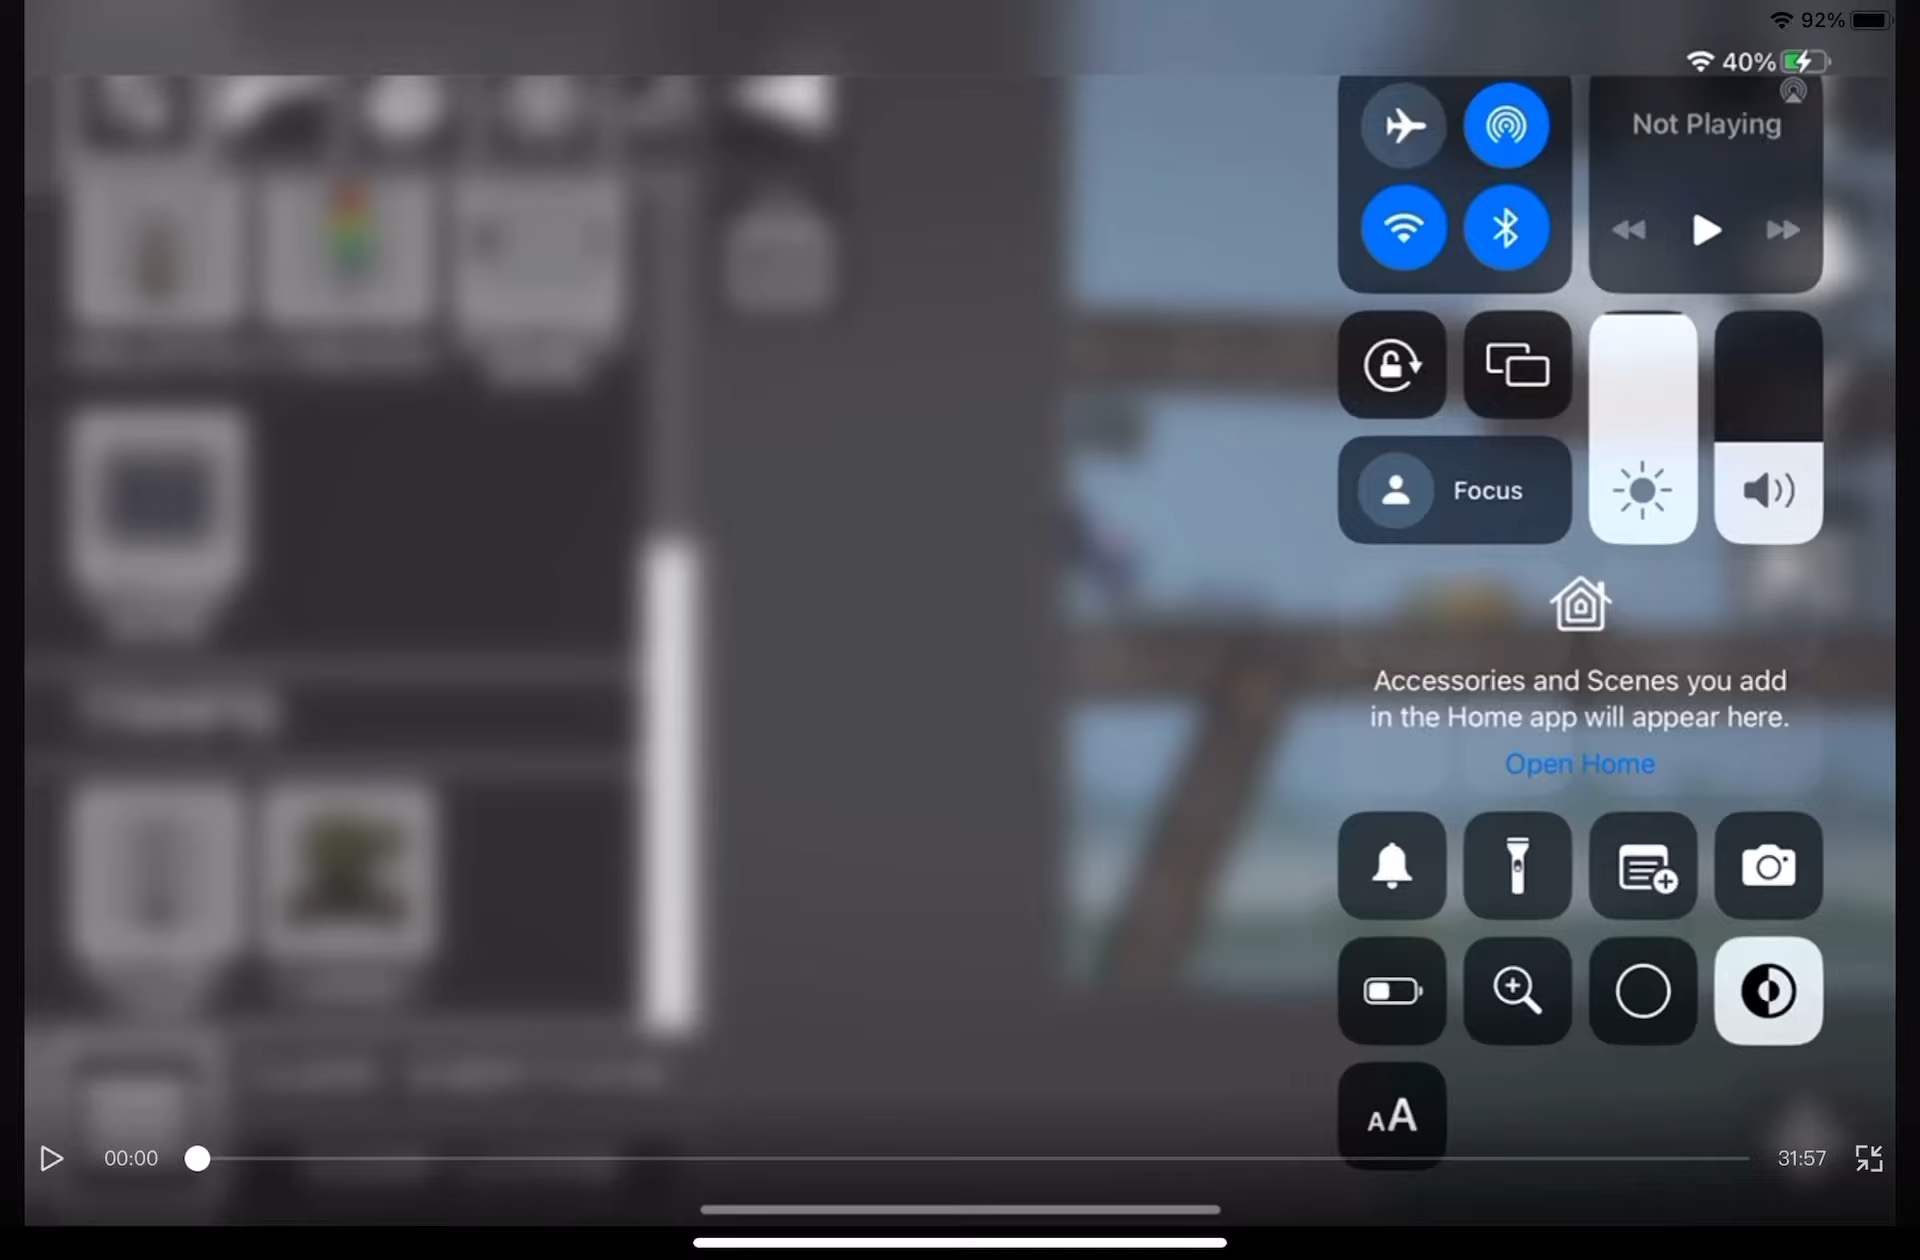 92%
40%
Not Playing
Focus
Accessories and Scenes you add
in the Home app will appear here.
Open Home
AA
00:00
31:57